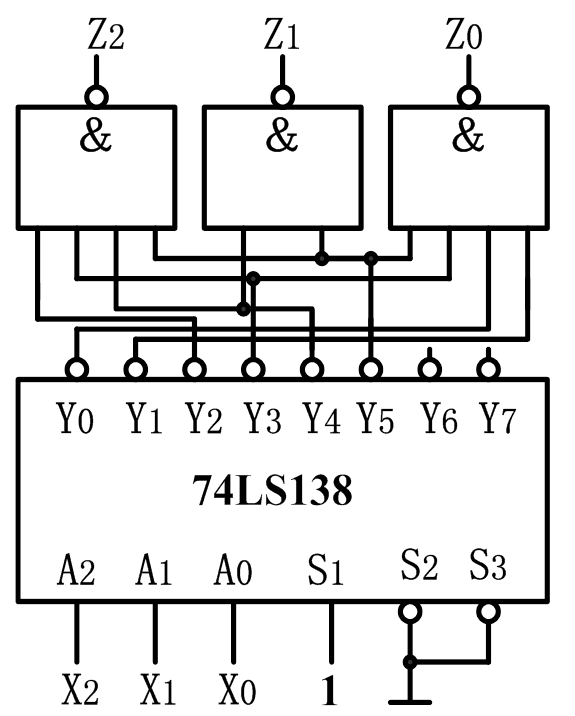 Z2 Z1 Z0
& & &
Y0 Y1 Y2 Y3 Y4 Y5 Y6 Y7
74LS138
A2 A1 A0 S1 S2 S3
X2 X1 X0 1